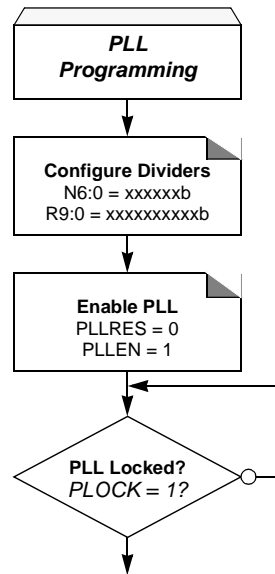 PLL
Programming
Configure Dividers
N6:0 = xxxxxxb
R9:0 = xxxxxxxxxxb
Enable PLL
PLLRES = 0
PLLEN = 1
PLL Locked?
PLOCK = 1?